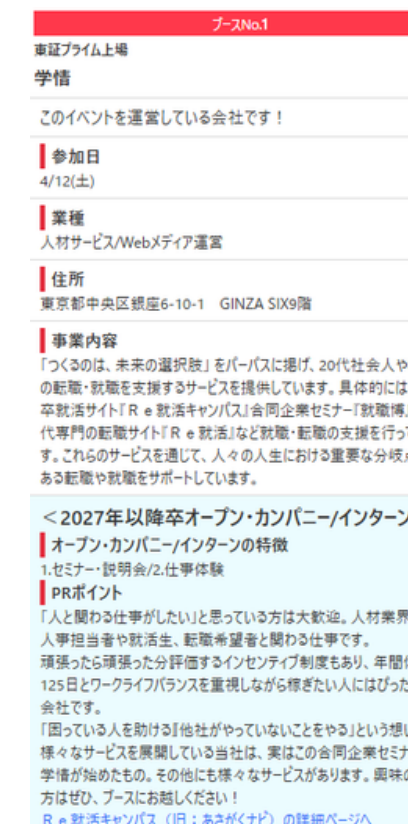 ブースNo.1
東証プライム上場
学情
このイベントを運営している会社です！
参加日
4/12(土)
業種
人材サービス/Webメディア運営
住所
東京都中央区銀座6-10-1　GINZA SIX9階
事業内容
「つくるのは、未来の選択肢」をパーパスに掲げ、20代社会人や
の転職・就職を支援するサービスを提供しています。具体的には
卒就活サイト『Ｒｅ就活キャンパス』合同企業セミナー『就職博』
代専門の転職サイト『Ｒｅ就活』など就職・転職の支援を行って
す。これらのサービスを通じて、人々の人生における重要な分岐点
ある転職や就職をサポートしています。
＜2027年以降卒オープン・カンパニー/インターン
オープン・カンパニー/インターンの特徴
1.セミナー・説明会/2.仕事体験
PRポイント
「人と関わる仕事がしたい」と思っている方は大歓迎。人材業界
人事担当者や就活生、転職希望者と関わる仕事です。
頑張ったら頑張った分評価するインセンティブ制度もあり、年間
125日とワークライフバランスを重視しながら稼ぎたい人にはぴった
会社です。
「困っている人を助ける『他社がやっていないことをやる」という想い
様々なサービスを展開している当社は、実はこの合同企業セミナ
学情が始めたもの。その他にも様々なサービスがあります。興味の
方はぜひ、ブースにお越しください！
Ｒｅ就活キャンパス（旧：あさがくナビ）の詳細ページへ